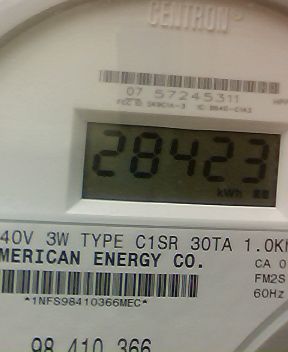 CENTRON®
07 57245311
28423
kWh
40V 3W TYPE C1SR 30TA 1.0K
MERICAN ENERGY CO.
CA 0
FM2S
*1NFS98410366MEC*
60Hz
98 410 366